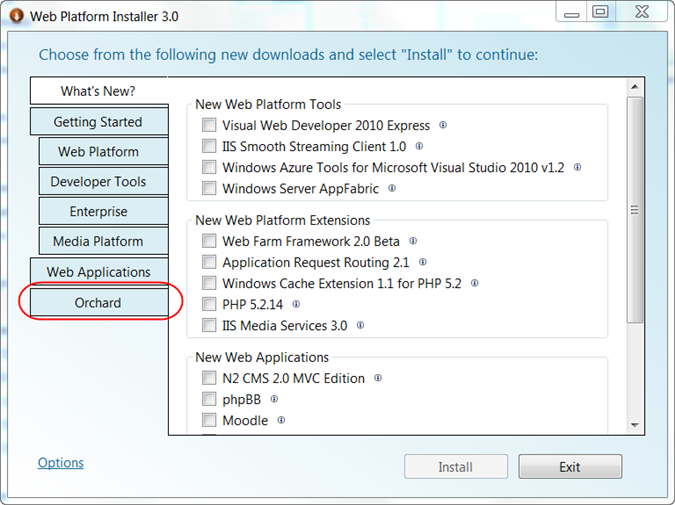 Web Platform Installer 3.0
Choose from the following new downloads and select "Install" to continue:
What's New?
Getting Started
Web Platform
Developer Tools
Enterprise
Media Platform
Web Applications
Orchard
New Web Platform Tools
Visual Web Developer 2010 Express
IIS Smooth Streaming Client 1.0
Windows Azure Tools for Microsoft Visual Studio 2010 v1.2
Windows Server AppFabric
New Web Platform Extensions
Web Farm Framework 2.0 Beta
Application Request Routing 2.1
Windows Cache Extension 1.1 for PHP 5.2
PHP 5.2.14
IIS Media Services 3.0
New Web Applications
N2 CMS 2.0 MVC Edition
phpBB
Moodle
Options
Install
Exit